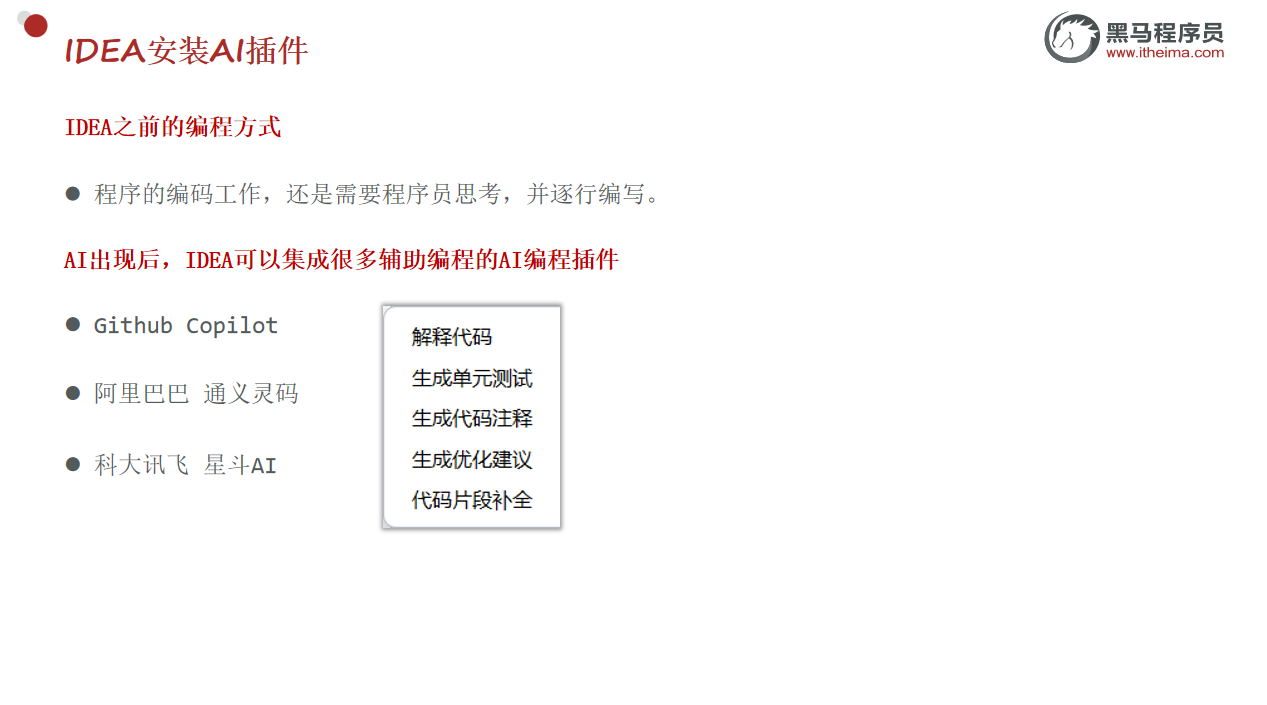 IDEA安装AI插件
黑马程序员
www.itheima.com
IDEA之前的编程方式
● 程序的编码工作，还是需要程序员思考，并逐行编写。
AI出现后，IDEA可以集成很多辅助编程的AI编程插件
● Github Copilot
● 阿里巴巴 通义灵码
● 科大讯飞 星斗AI
解释代码
生成单元测试
生成代码注释
生成优化建议
代码片段补全